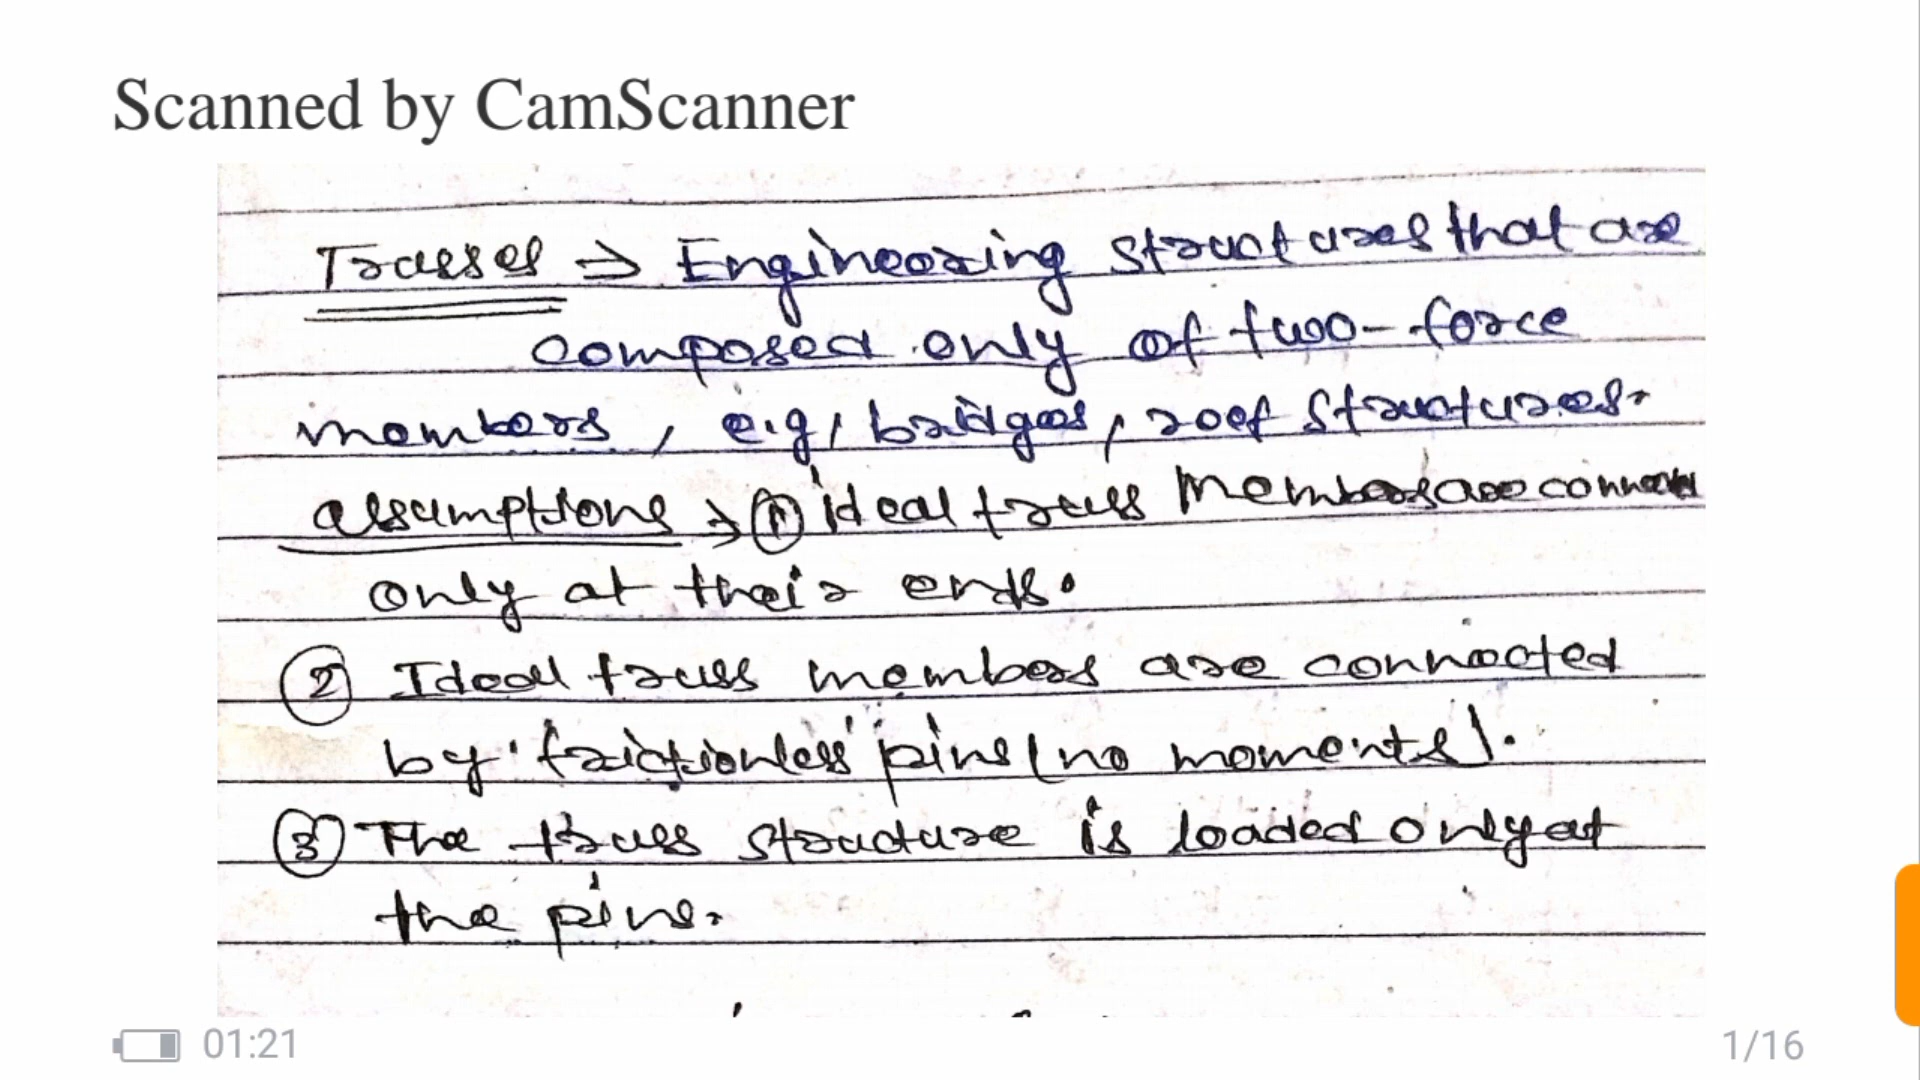 Scanned by CamScanner
Trusses ⇒ Engineering structures that are
composed only of two-force
members, e.g, bridges, roof structures.
assumptions → ① ideal truss Members are connected
only at their ends.
② Ideal truss members are connected
by 'frictionless' pins (no moments).
③ The truss structure is loaded only at
the pins.
01:21
1/16